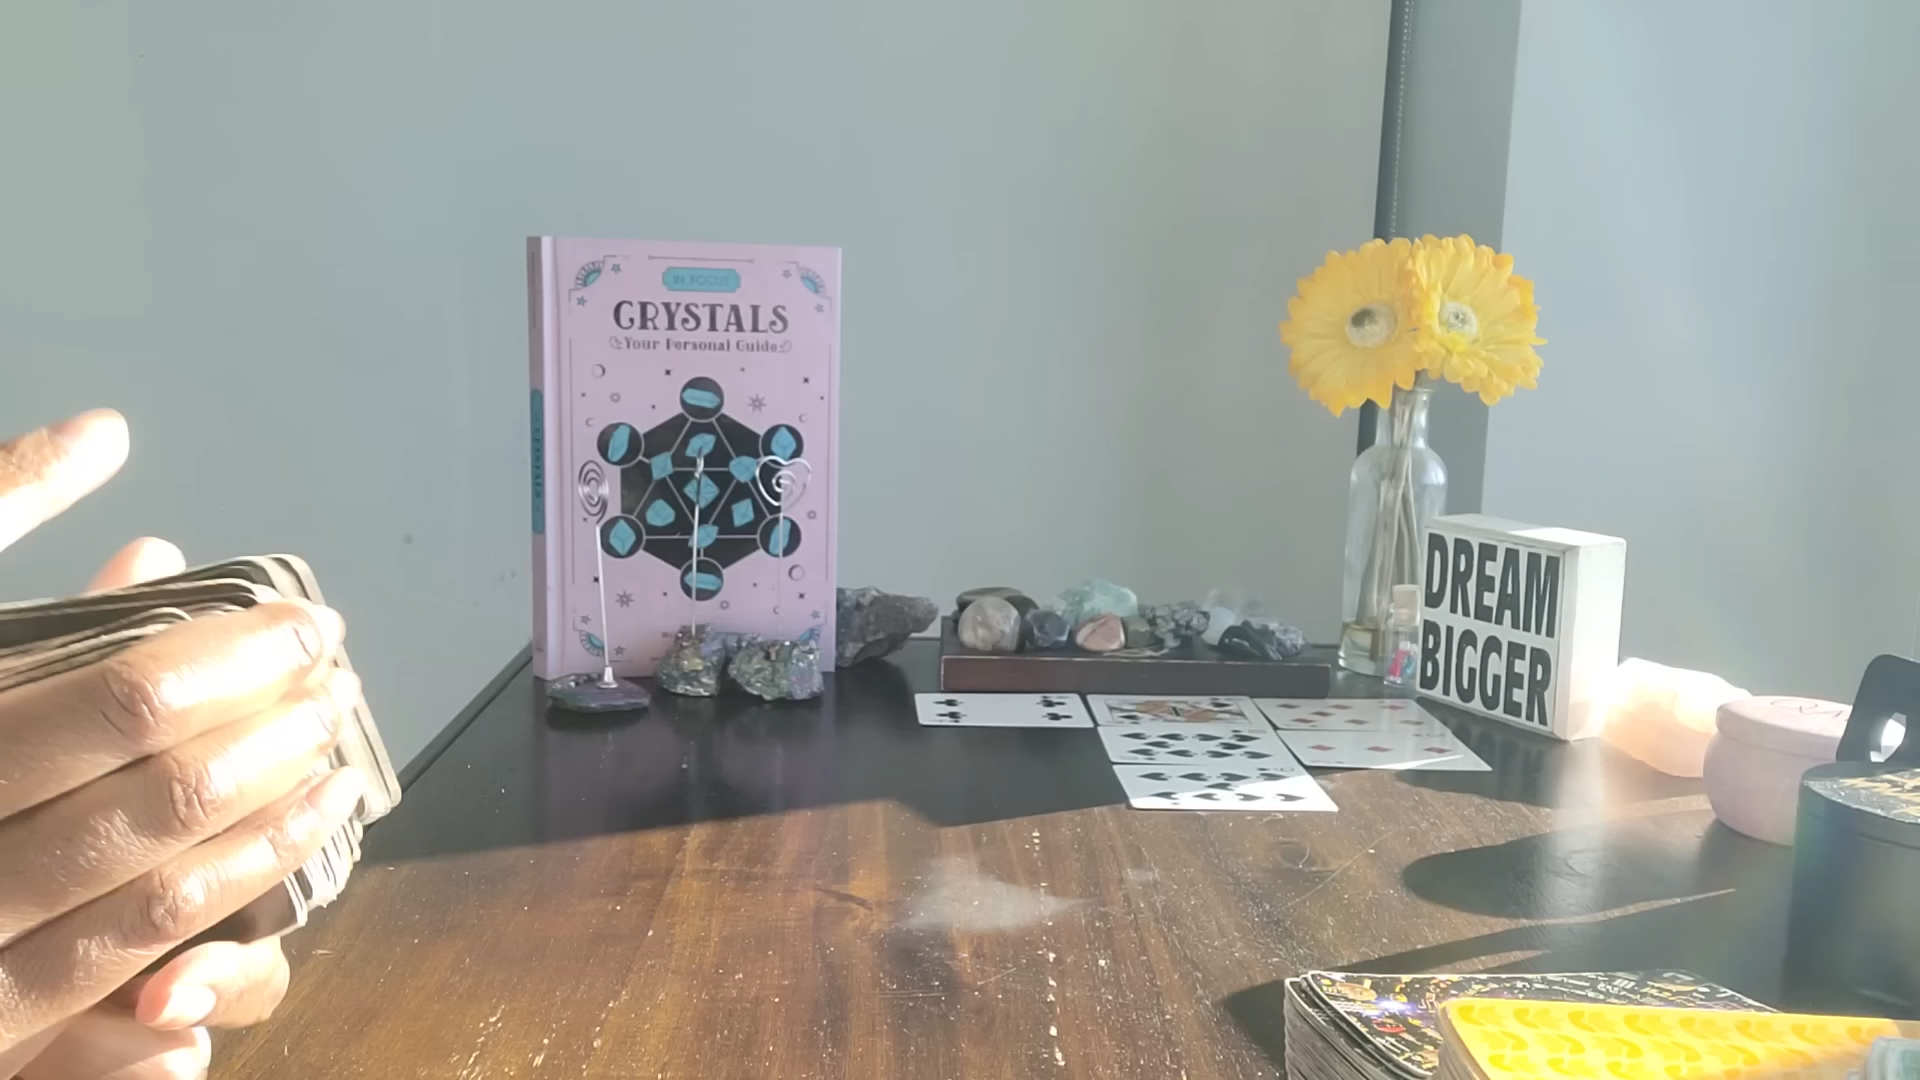 IN FOCUS
CRYSTALS
Your Personal Guide
DREAM
BIGGER